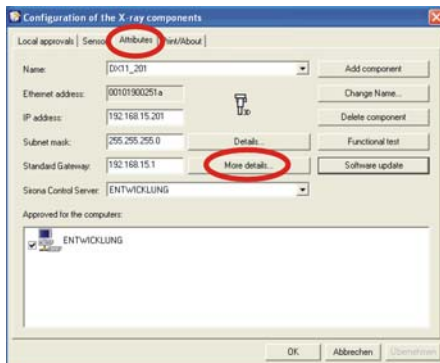 Configuration of the X-ray components
Local approvals Senso Attributes Print/About
Name: DX11_201 Add component
Ethernet address: 00101900251a Change Name...
IP address: 192.168.15.201 Delete component
3D
Subnet mask: 255.255.255.0 Details... Functional test
Standard Gateway: 192.168.15.1 More details... Software update
Sirona Control Server: ENTWICKLUNG
Approved for the computers:
ENTWICKLUNG
OK Abbrechen Übernehmen